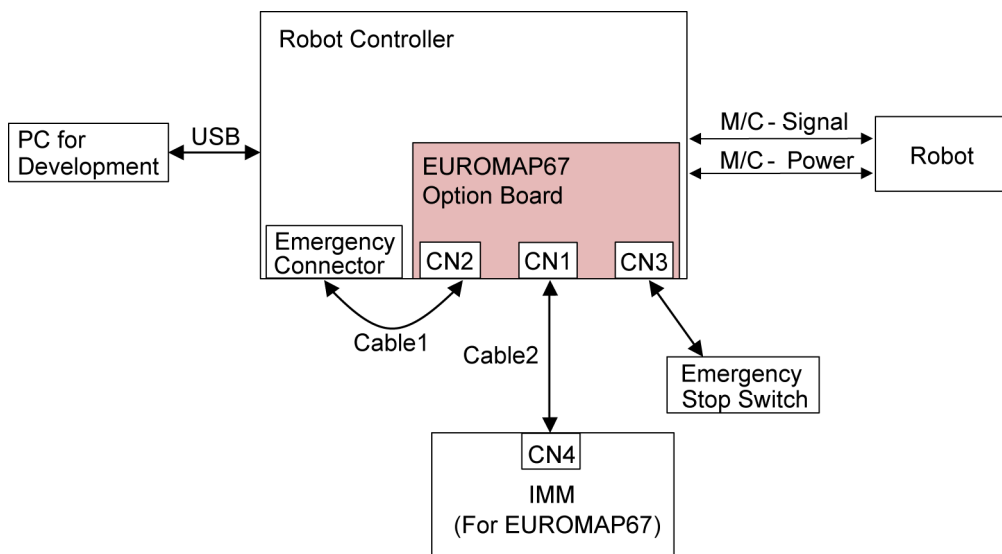 Robot Controller
PC for
Development
USB
M/C - Signal
M/C - Power
Robot
EUROMAP67
Option Board
Emergency
Connector
CN2
CN1
CN3
Cable1
Cable2
Emergency
Stop Switch
CN4
IMM
(For EUROMAP67)